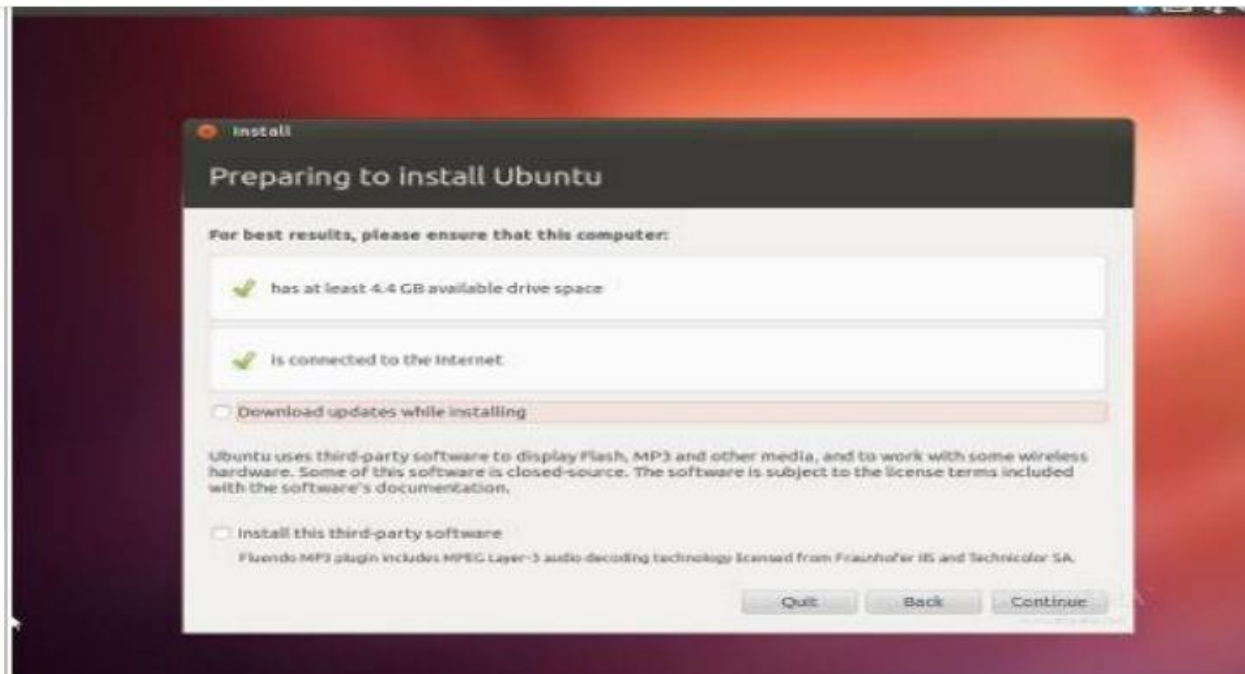 Install
Preparing to install Ubuntu
For best results, please ensure that this computer:
has at least 4.4 GB available drive space
is connected to the Internet
Download updates while installing
Ubuntu uses third-party software to display Flash, MP3 and other media, and to work with some wireless
hardware. Some of this software is closed-source. The software is subject to the license terms included
with the software's documentation.
Install this third-party software
Fluendo MP3 plugin includes MPEG Layer-3 audio decoding technology licensed from Fraunhofer IIS and Technicolor SA.
Quit Back Continue